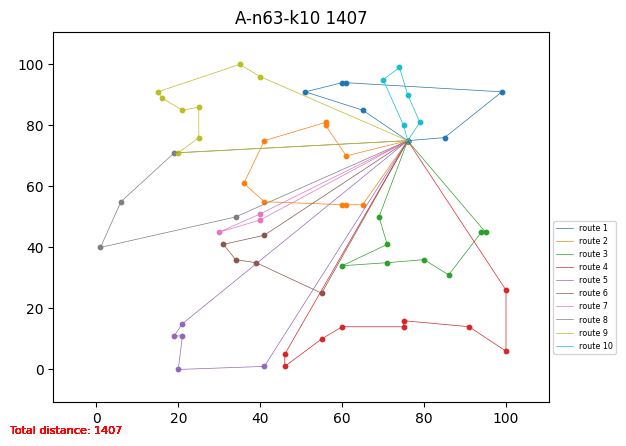 A-n63-k10 1407
100
80
60
40
20
0
0 20 40 60 80 100
route 1
route 2
route 3
route 4
route 5
route 6
route 7
route 8
route 9
route 10
Total distance: 1407